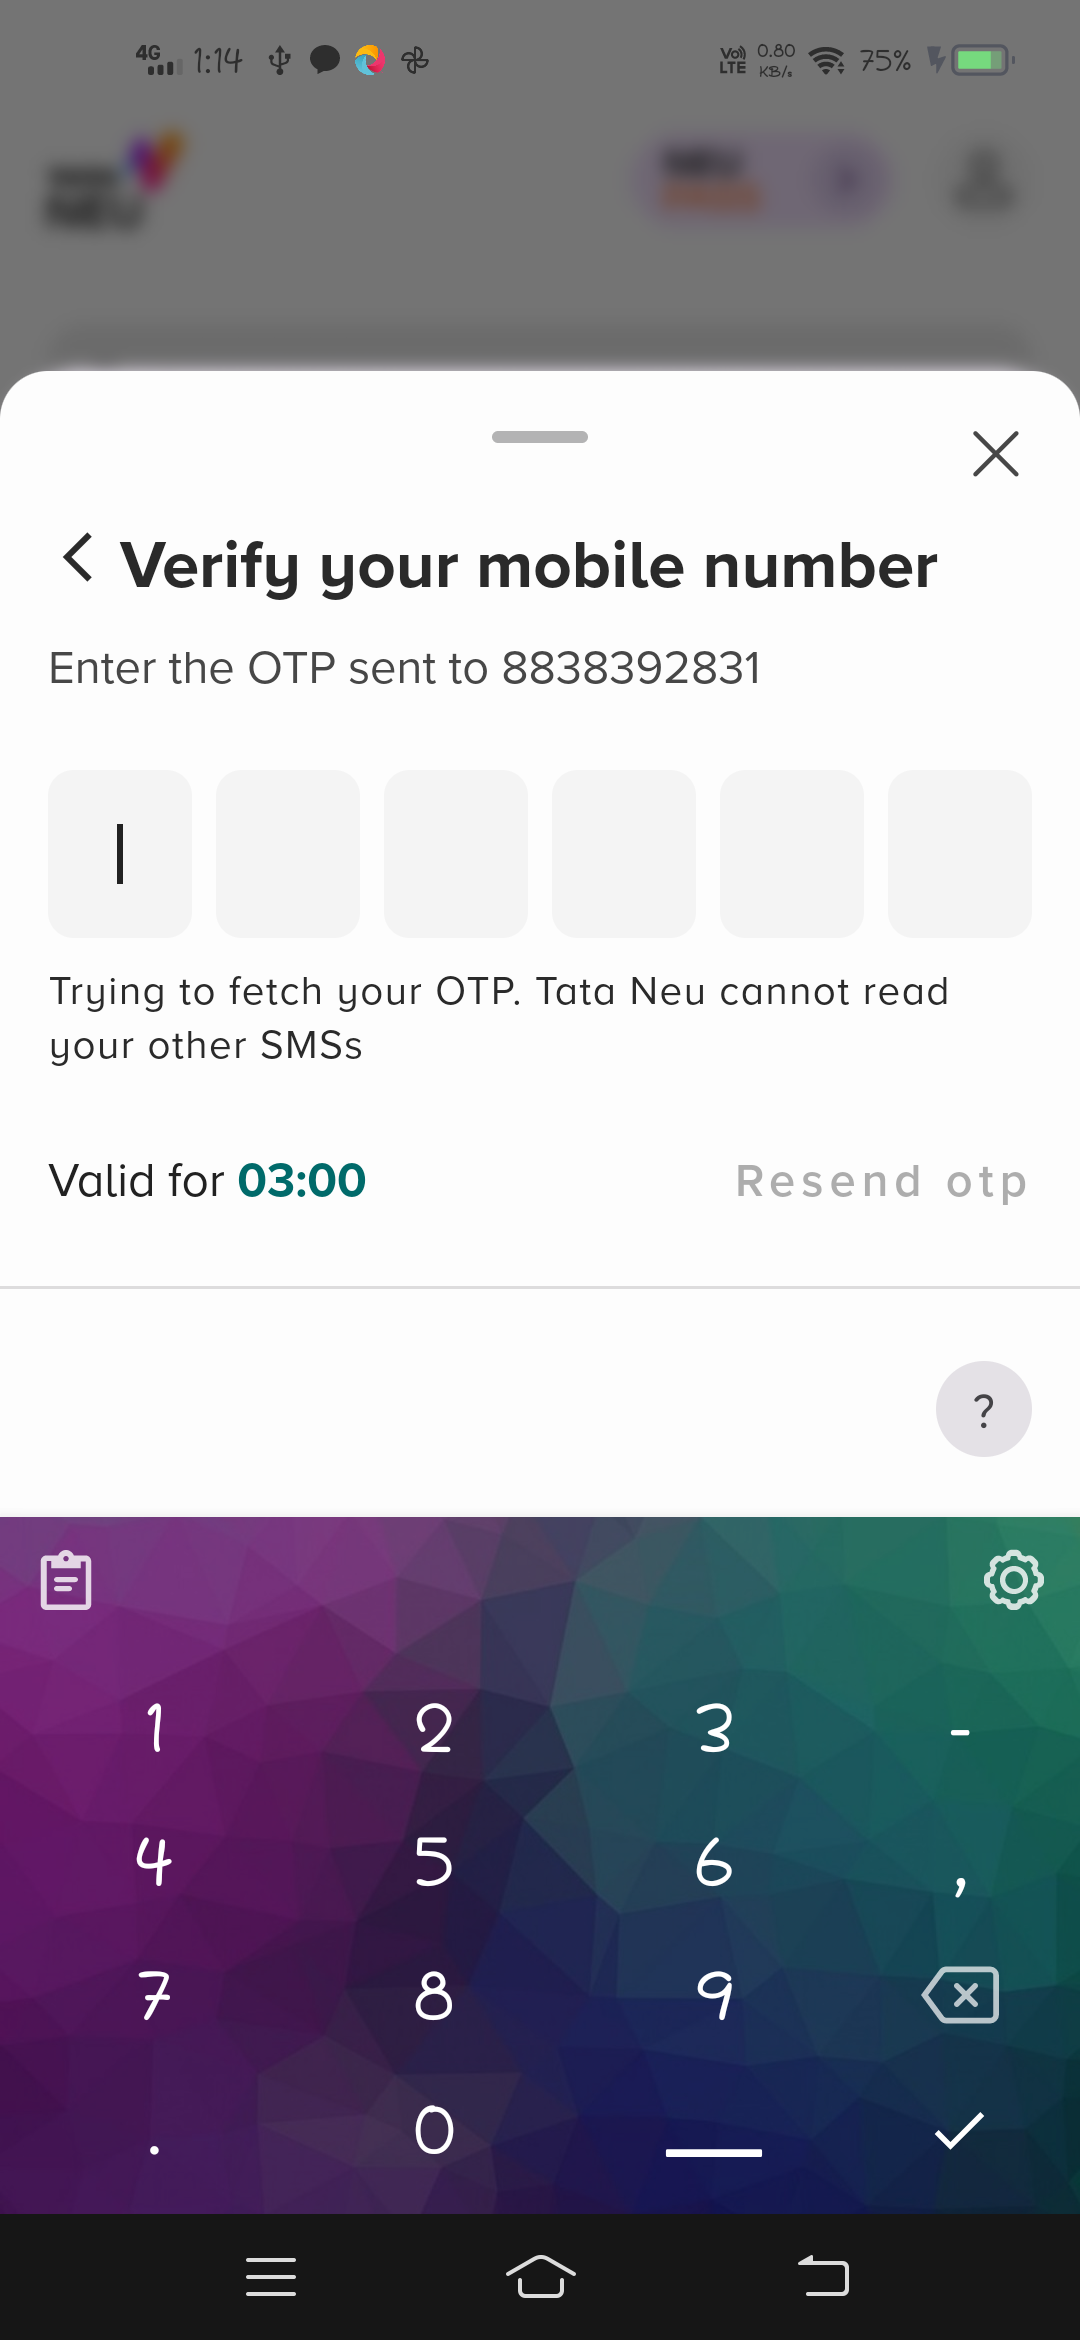 4G 1:14 Vo) LTE 0.80 KB/s 75%
NEU
NEU
Verify your mobile number
Enter the OTP sent to 8838392831
Trying to fetch your OTP. Tata Neu cannot read
your other SMSs
Valid for 03:00 Resend otp
?
1 2 3 -
4 5 6 ,
7 8 9
. 0